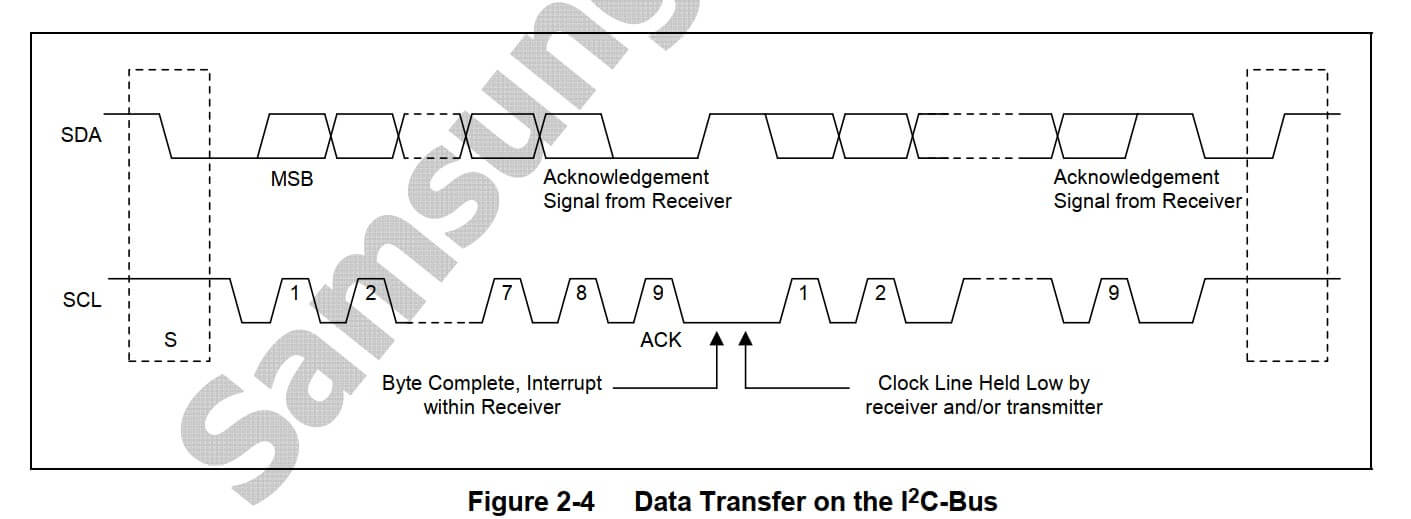 Samsung
SDA
MSB
Acknowledgement
Signal from Receiver
Acknowledgement
Signal from Receiver
SCL
1
2
7
8
9
1
2
9
S
ACK
Byte Complete, Interrupt
within Receiver
Clock Line Held Low by
receiver and/or transmitter
Figure 2-4 Data Transfer on the I²C-Bus